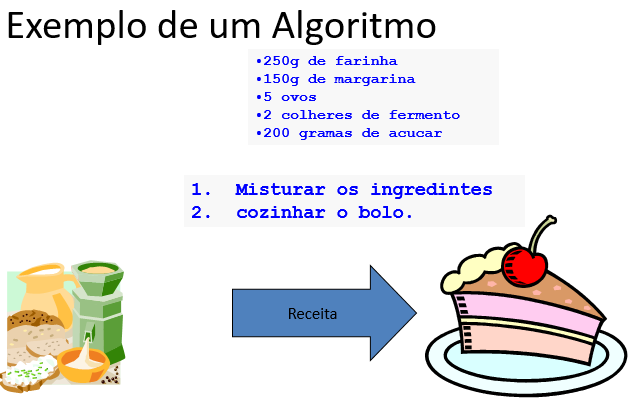 Exemplo de um Algoritmo
•250g de farinha
•150g de margarina
•5 ovos
•2 colheres de fermento
•200 gramas de acucar
1. Misturar os ingredintes
2. cozinhar o bolo.
Receita